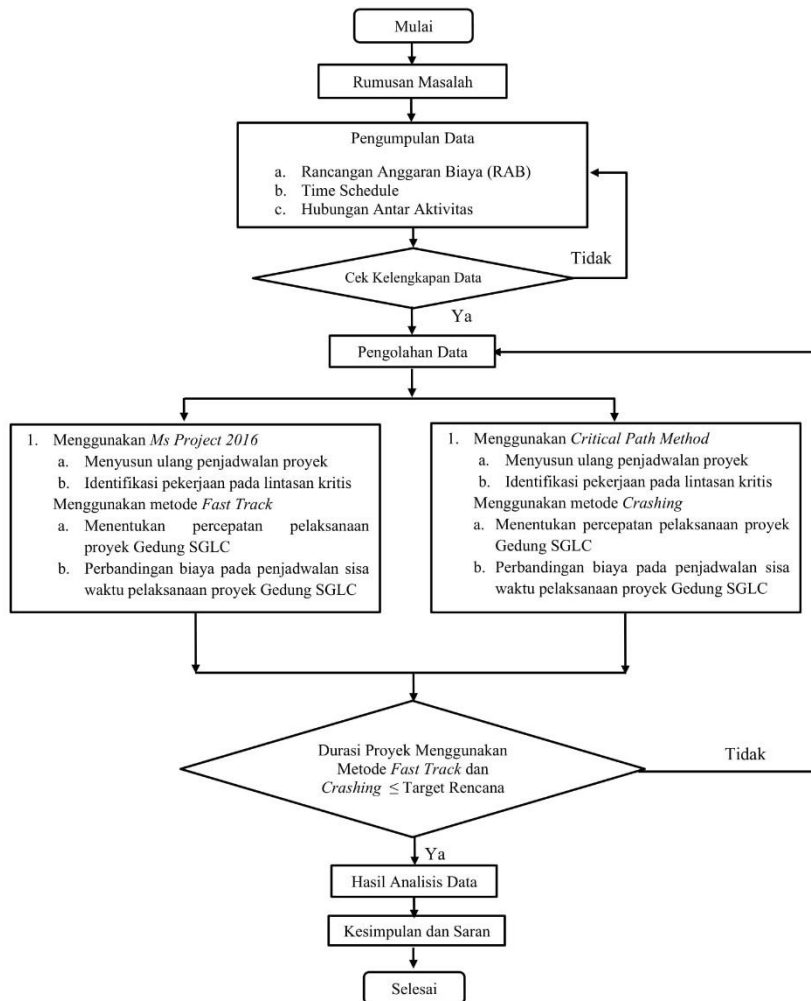 Mulai
Rumusan Masalah
Pengumpulan Data
a. Rancangan Anggaran Biaya (RAB)
b. Time Schedule
c. Hubungan Antar Aktivitas
Tidak
Cek Kelengkapan Data
Ya
Pengolahan Data
1. Menggunakan Ms Project 2016
a. Menyusun ulang penjadwalan proyek
b. Identifikasi pekerjaan pada lintasan kritis
Menggunakan metode Fast Track
a. Menentukan percepatan pelaksanaan
proyek Gedung SGLC
b. Perbandingan biaya pada penjadwalan sisa
waktu pelaksanaan proyek Gedung SGLC
1. Menggunakan Critical Path Method
a. Menyusun ulang penjadwalan proyek
b. Identifikasi pekerjaan pada lintasan kritis
Menggunakan metode Crashing
a. Menentukan percepatan pelaksanaan proyek
Gedung SGLC
b. Perbandingan biaya pada penjadwalan sisa
waktu pelaksanaan proyek Gedung SGLC
Durasi Proyek Menggunakan
Metode Fast Track dan
Crashing ≤ Target Rencana
Tidak
Ya
Hasil Analisis Data
Kesimpulan dan Saran
Selesai